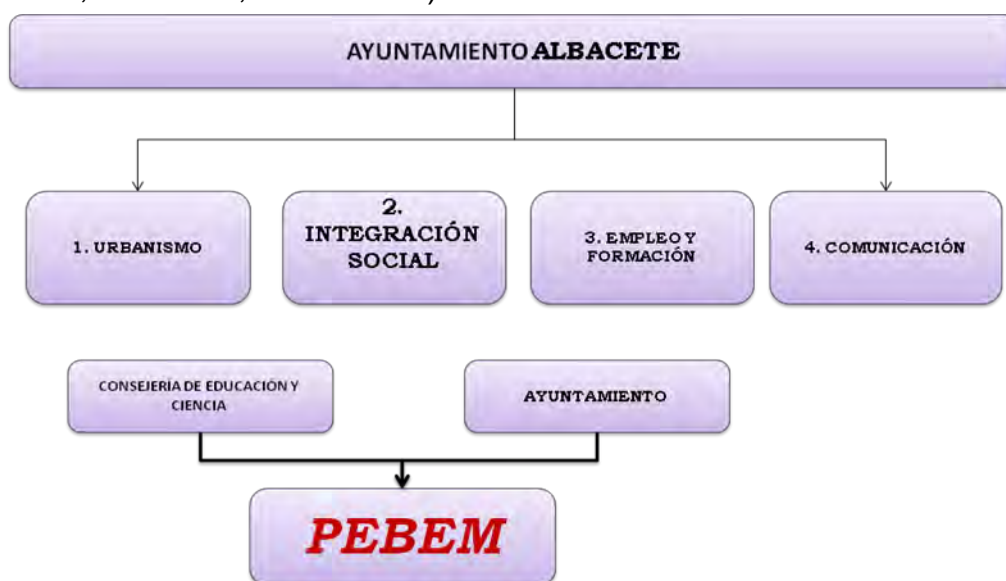 AYUNTAMIENTO ALBACETE
1. URBANISMO
2.
INTEGRACIÓN
SOCIAL
3. EMPLEO Y
FORMACIÓN
4. COMUNICACIÓN
CONSEJERÍA DE EDUCACIÓN Y
CIENCIA
AYUNTAMIENTO
PEBEM